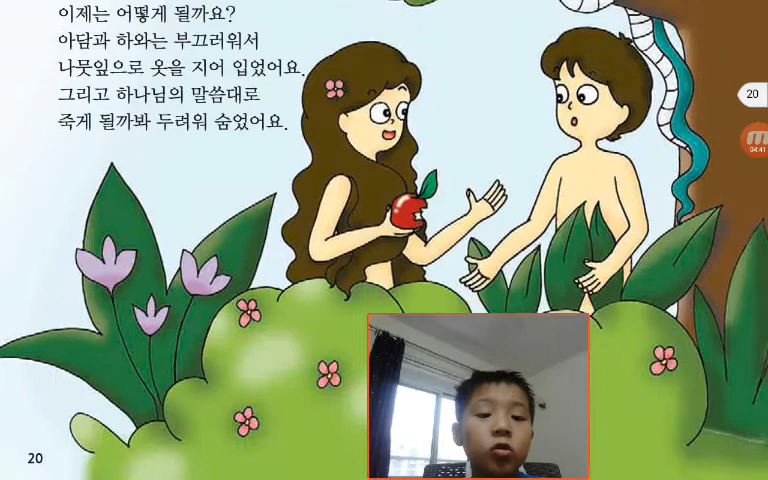 이제는 어떻게 될까요?
아담과 하와는 부끄러워서
나뭇잎으로 옷을 지어 입었어요.
그리고 하나님의 말씀대로
죽게 될까봐 두려워 숨었어요.
20
04:41
20